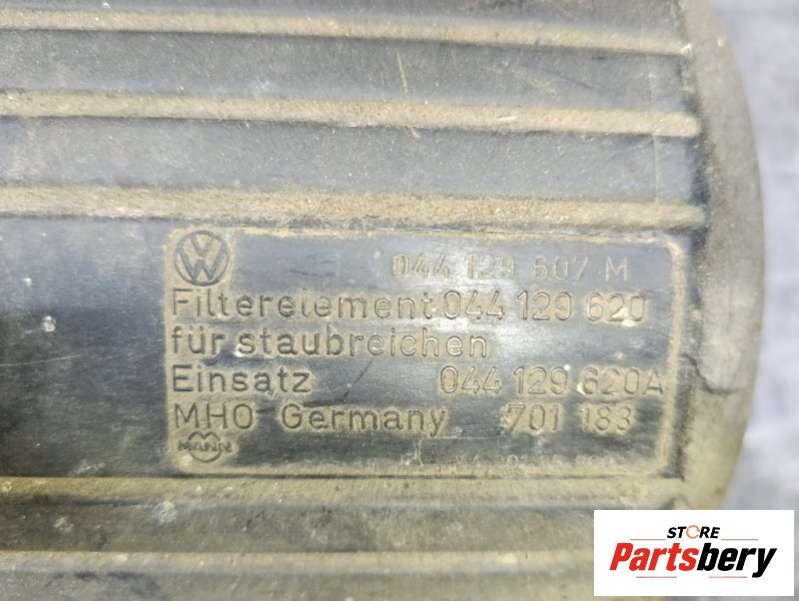 VW 044 129 607 M
Filterelement 044 129 620
für staubreichen
Einsatz 044 129 620A
MHO Germany 701 183
MANN
STORE
Partsbery